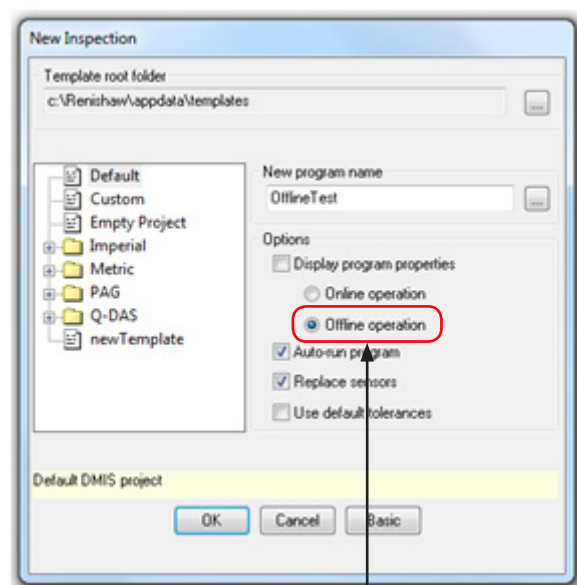 New Inspection
Template root folder
c:\Renishaw\appdata\templates
...
Default
Custom
Empty Project
Imperial
Metric
PAG
Q-DAS
newTemplate
New program name
OfflineTest
...
Options
Display program properties
Online operation
Offline operation
Auto-run program
Replace sensors
Use default tolerances
Default DMIS project
OK
Cancel
Basic